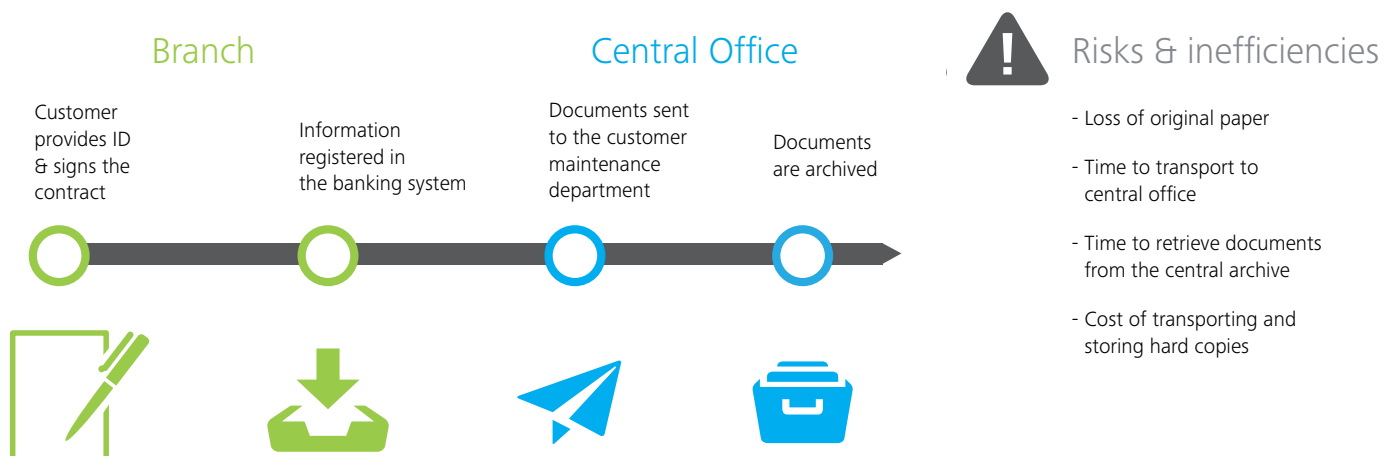 Branch
Customer
provides ID
& signs the
contract
Information
registered in
the banking system
Central Office
Documents sent
to the customer
maintenance
department
Documents
are archived
!
Risks & inefficiencies
- Loss of original paper
- Time to transport to
central office
- Time to retrieve documents
from the central archive
- Cost of transporting and
storing hard copies